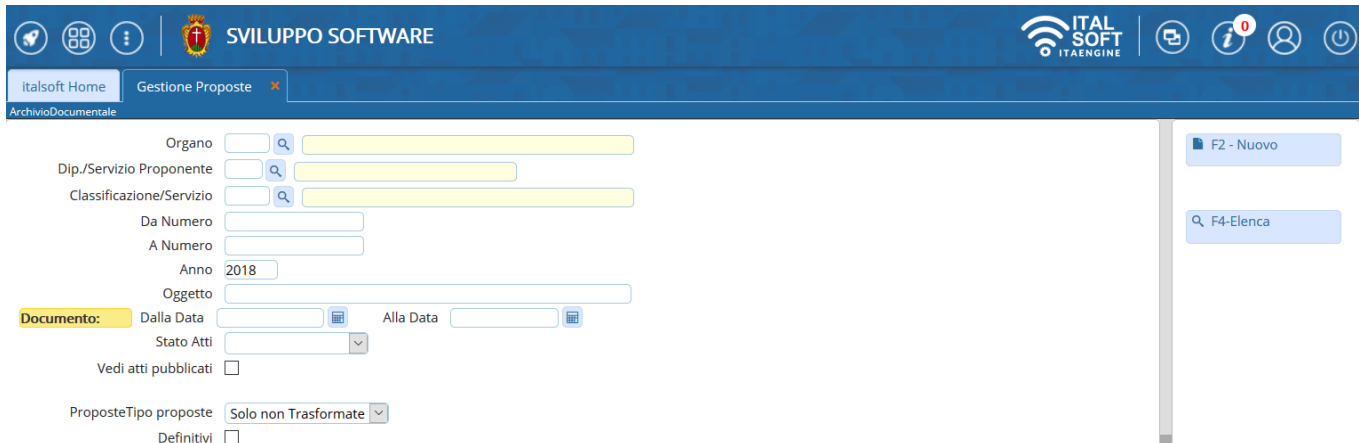 SVILUPPO SOFTWARE
ITAL
SOFT
ITAENGINE
0
italsoft Home
Gestione Proposte ×
ArchivioDocumentale
Organo
F2 - Nuovo
Dip./Servizio Proponente
Classificazione/Servizio
Da Numero
F4-Elenca
A Numero
Anno 2018
Oggetto
Documento: Dalla Data Alla Data
Stato Atti
Vedi atti pubblicati
ProposteTipo proposte Solo non Trasformate
Definitivi